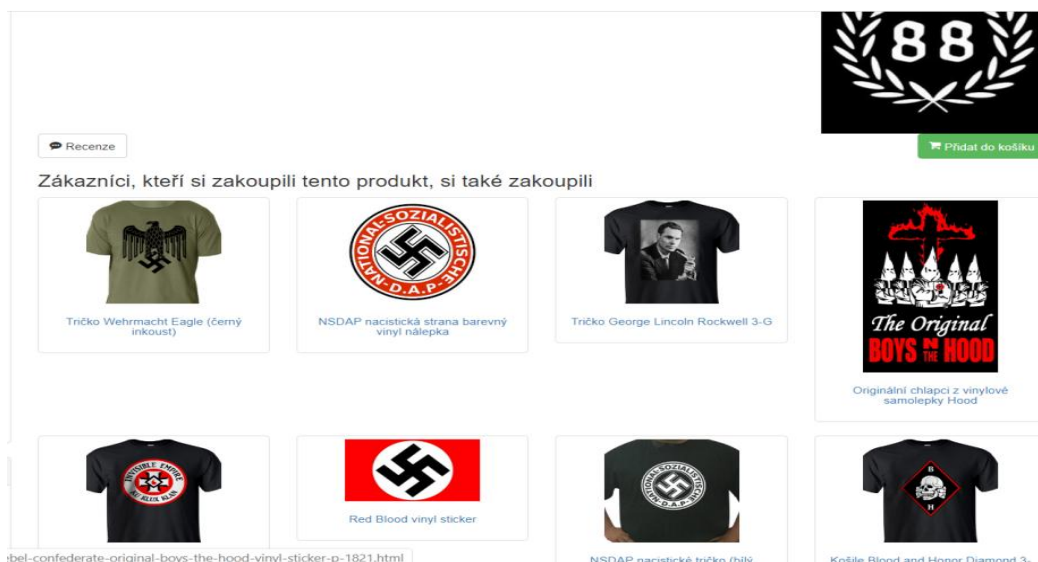 88
Recenze
Přidat do košíku
Zákazníci, kteří si zakoupili tento produkt, si také zakoupili
NATIONAL-SOZIALISTISCHE
D.A.P.
The Original
BOYS N THE HOOD
Tričko Wehrmacht Eagle (černý
inkoust)
NSDAP nacistická strana barevný
vinyl nálepka
Tričko George Lincoln Rockwell 3-G
Originální chlapci z vinylové
samolepky Hood
INVISIBLE EMPIRE
KU KLUX KLAN
NATIONAL-SOZIALISTISCHE
B
H
Red Blood vinyl sticker
NSDAP nacistické tričko (bílý
Košile Blood and Honor Diamond 3-
ebel-confederate-original-boys-the-hood-vinyl-sticker-p-1821.html